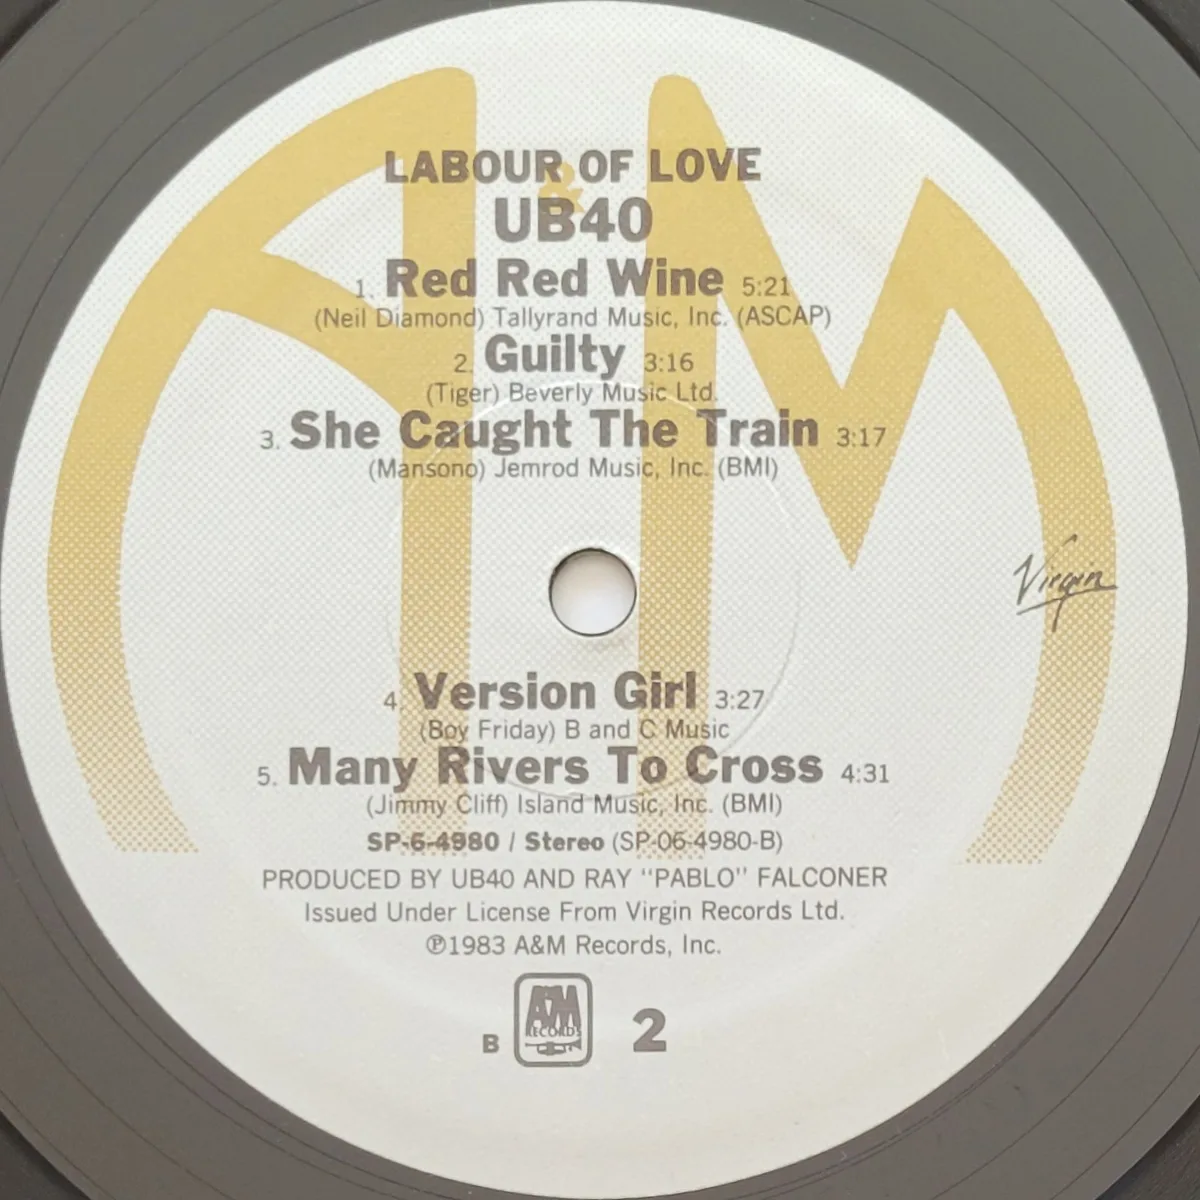 LABOUR OF LOVE
UB40
1. Red Red Wine 5:21
(Neil Diamond) Tallyrand Music, Inc. (ASCAP)
2. Guilty 3:16
(Tiger) Beverly Music Ltd.
3. She Caught The Train 3:17
(Mansono) Jemrod Music, Inc. (BMI)
Virgin
4 Version Girl 3:27
(Boy Friday) B and C Music
5. Many Rivers To Cross 4:31
(Jimmy Cliff) Island Music, Inc. (BMI)
SP-6-4980 / Stereo (SP-06-4980-B)
PRODUCED BY UB40 AND RAY "PABLO" FALCONER
Issued Under License From Virgin Records Ltd.
℗1983 A&M Records, Inc.
A&M
RECORDS
B 2